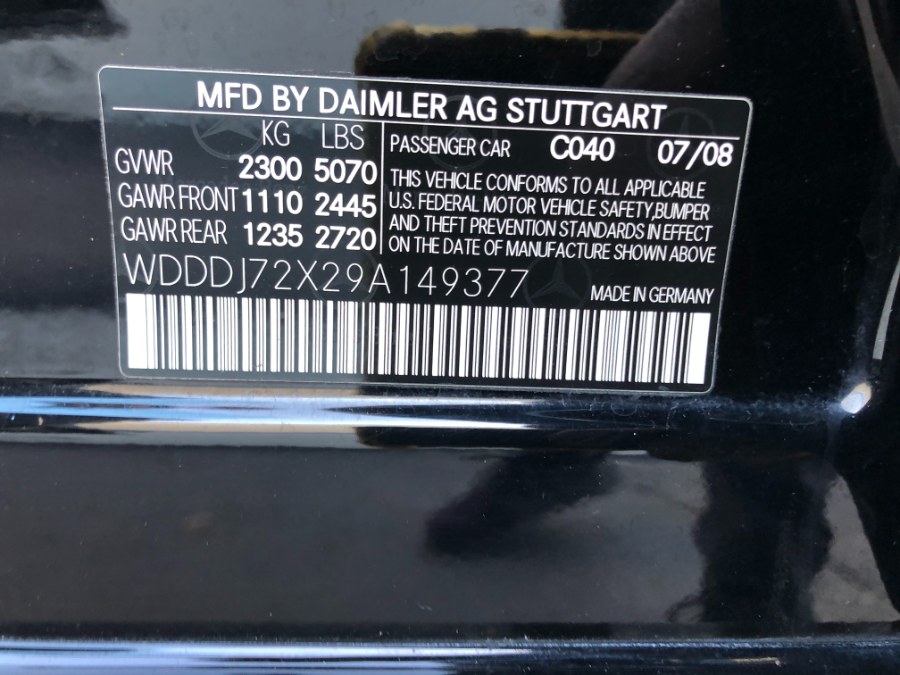 MFD BY DAIMLER AG STUTTGART
KG LBS
GVWR 2300 5070
GAWR FRONT 1110 2445
GAWR REAR 1235 2720
PASSENGER CAR C040 07/08
THIS VEHICLE CONFORMS TO ALL APPLICABLE
U.S. FEDERAL MOTOR VEHICLE SAFETY,BUMPER
AND THEFT PREVENTION STANDARDS IN EFFECT
ON THE DATE OF MANUFACTURE SHOWN ABOVE
WDDDJ72X29A149377
MADE IN GERMANY